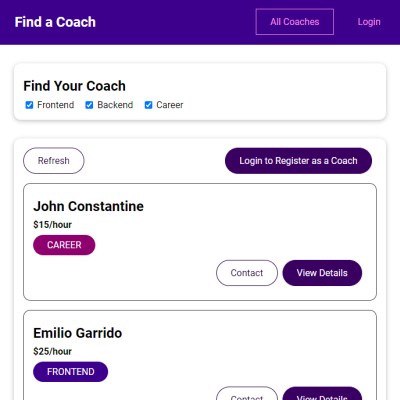 Find a Coach
All Coaches
Login
Find Your Coach
Frontend Backend Career
Refresh
Login to Register as a Coach
John Constantine
$15/hour
CAREER
Contact
View Details
Emilio Garrido
$25/hour
FRONTEND
Contact
View Details